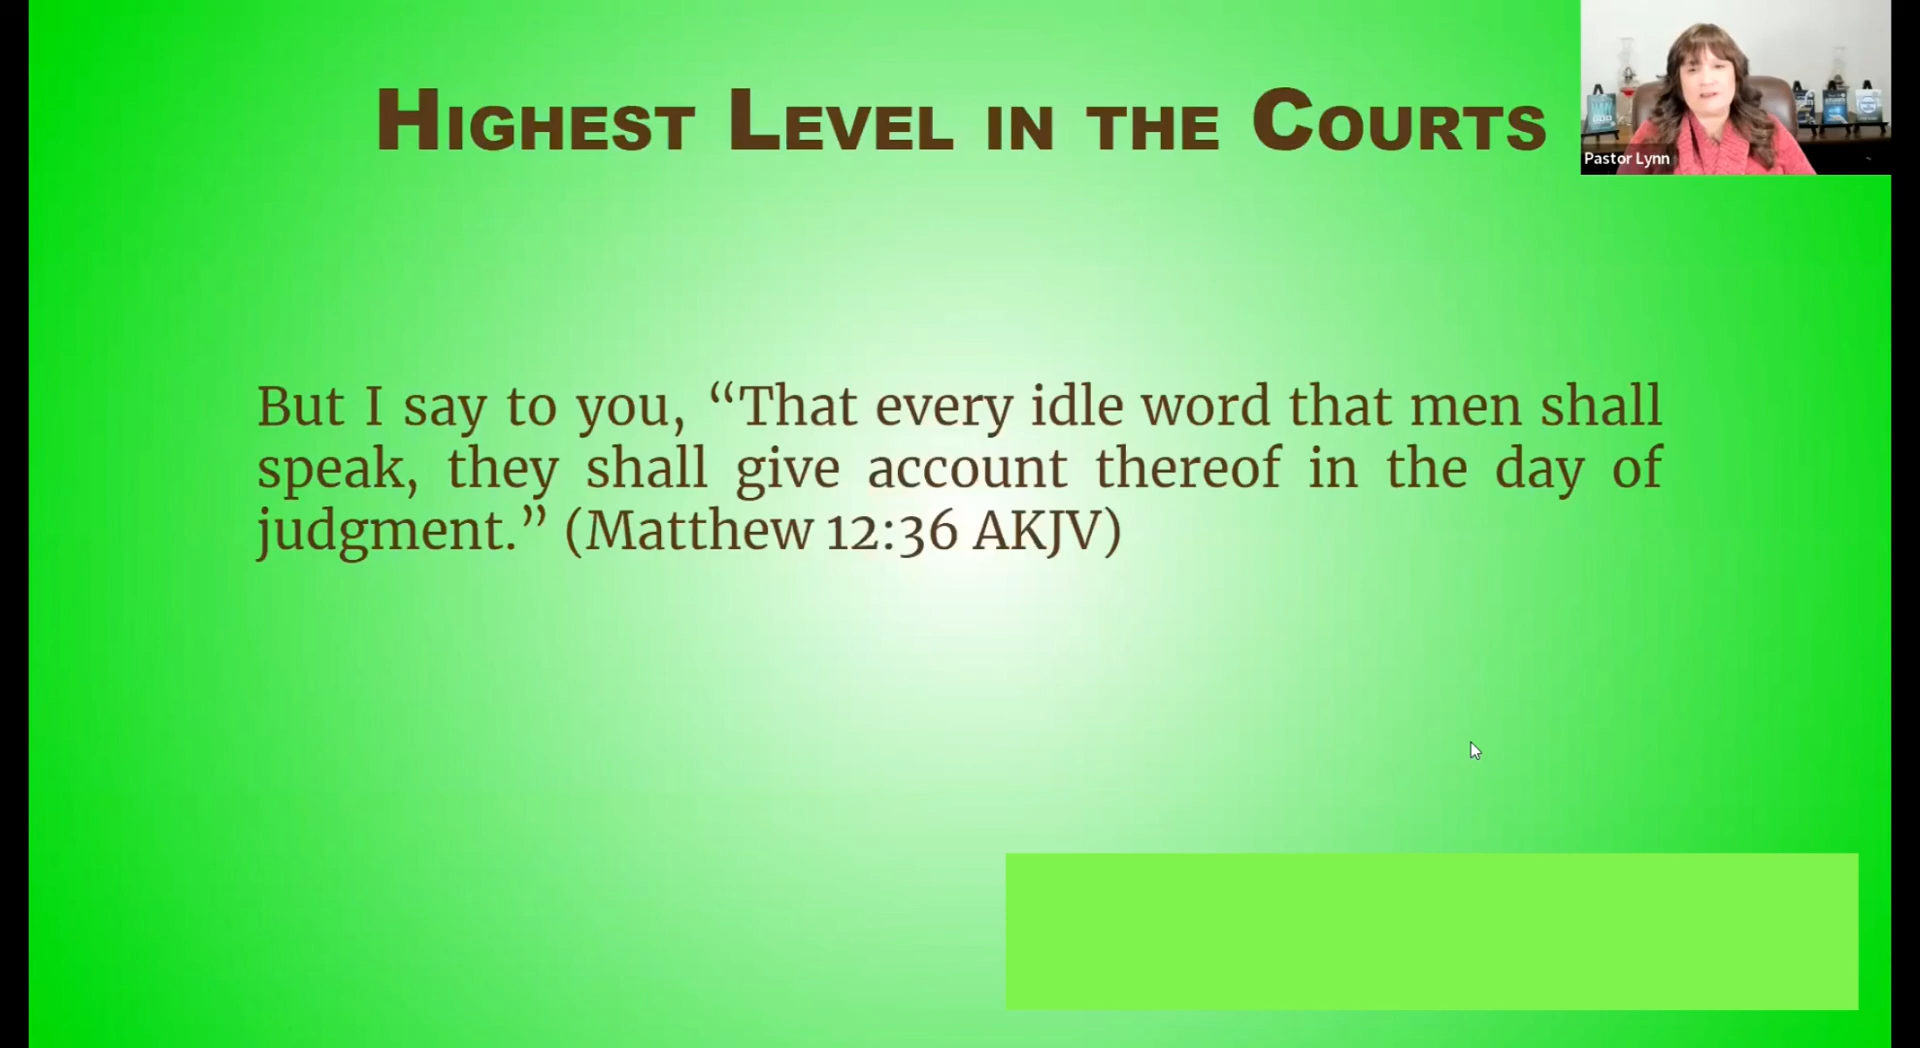 Highest Level in the Courts
Pastor Lynn
But I say to you, “That every idle word that men shall
speak, they shall give account thereof in the day of
judgment.” (Matthew 12:36 AKJV)